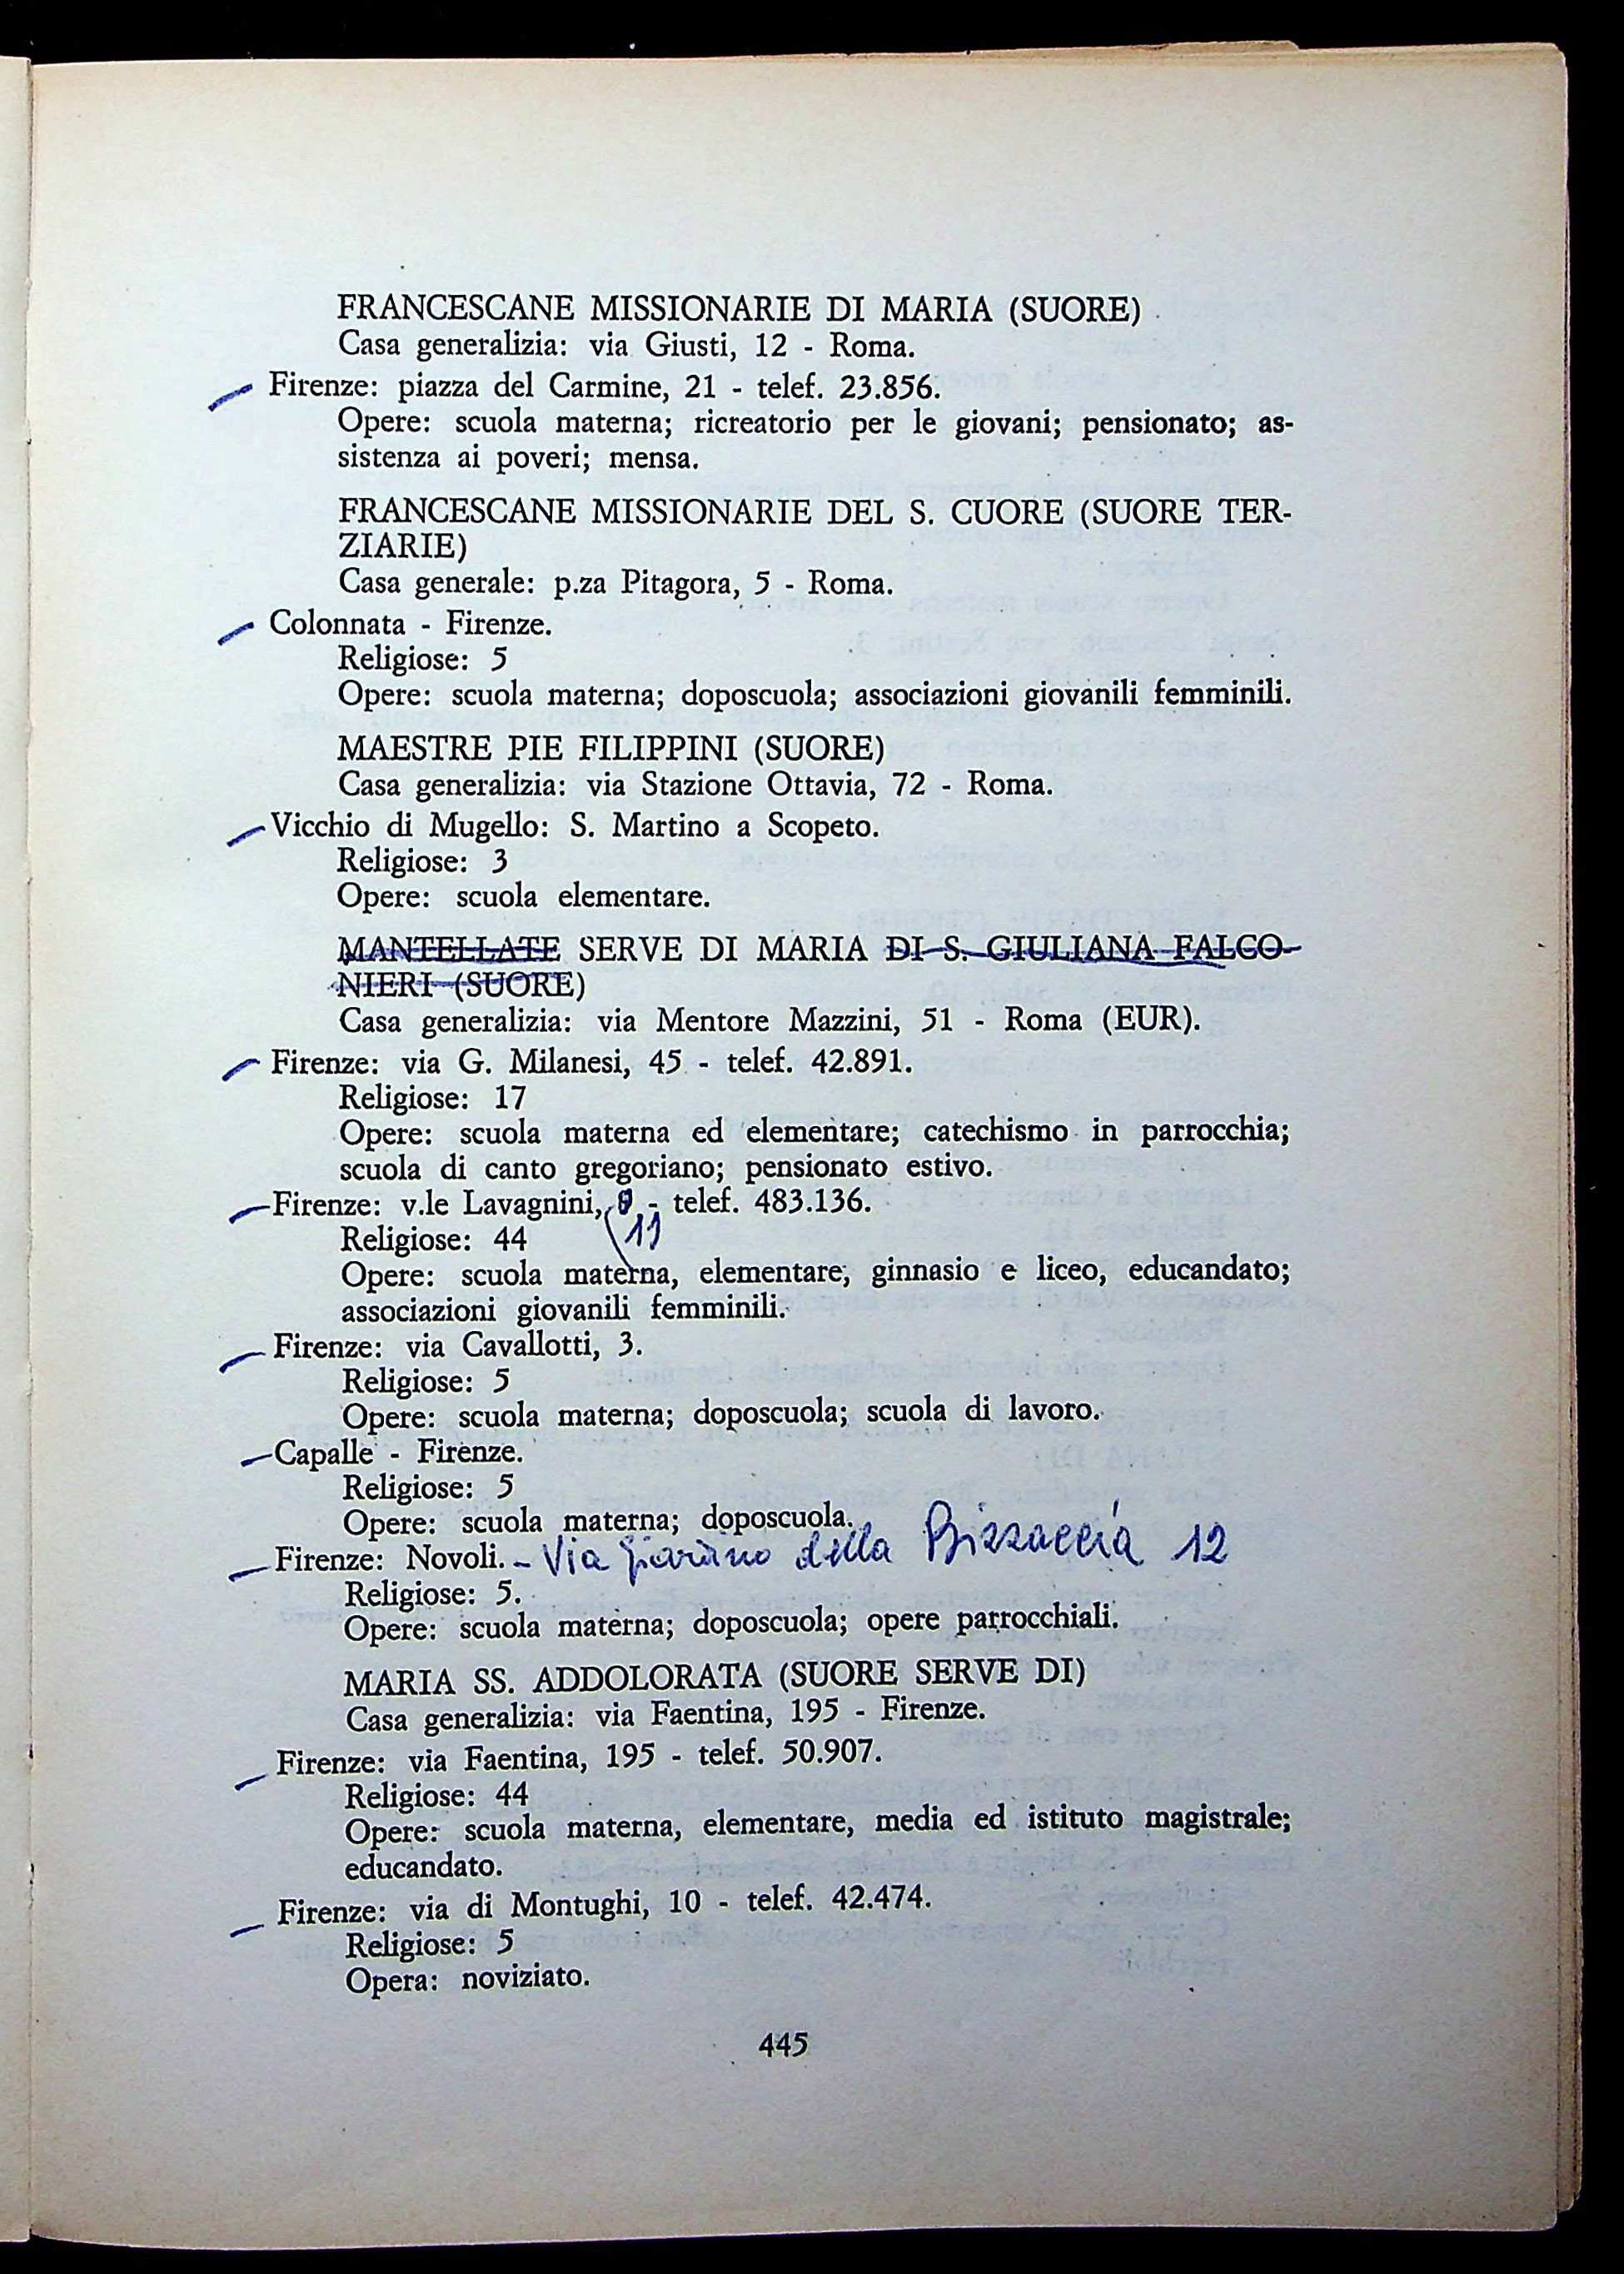 FRANCESCANE MISSIONARIE DI MARIA (SUORE)
Casa generalizia: via Giusti, 12 - Roma.
Firenze: piazza del Carmine, 21 - telef. 23.856.
Opere: scuola materna; ricreatorio per le giovani; pensionato; as-
sistenza ai poveri; mensa.
FRANCESCANE MISSIONARIE DEL S. CUORE (SUORE TER-
ZIARIE)
Casa generale: p.za Pitagora, 5 - Roma.
Colonnata - Firenze.
Religiose: 5
Opere: scuola materna; doposcuola; associazioni giovanili femminili.
MAESTRE PIE FILIPPINI (SUORE)
Casa generalizia: via Stazione Ottavia, 72 - Roma.
Vicchio di Mugello: S. Martino a Scopeto.
Religiose: 3
Opere: scuola elementare.
MANTELLATE SERVE DI MARIA DI S. GIULIANA FALCO-
NIERI (SUORE)
Casa generalizia: via Mentore Mazzini, 51 - Roma (EUR).
Firenze: via G. Milanesi, 45 - telef. 42.891.
Religiose: 17
Opere: scuola materna ed elementare; catechismo in parrocchia;
scuola di canto gregoriano; pensionato estivo.
Firenze: v.le Lavagnini, - telef. 483.136.
11
Religiose: 44
Opere: scuola materna, elementare, ginnasio e liceo, educandato;
associazioni giovanili femminili.
Firenze: via Cavallotti, 3.
Religiose: 5
Opere: scuola materna; doposcuola; scuola di lavoro.
Capalle - Firenze.
Religiose: 5
Opere: scuola materna; doposcuola.
Firenze: Novoli. - Via della 12
Religiose: 5.
Opere: scuola materna; doposcuola; opere parrocchiali.
MARIA SS. ADDOLORATA (SUORE SERVE DI)
Casa generalizia: via Faentina, 195 - Firenze.
Firenze: via Faentina, 195 - telef. 50.907.
Religiose: 44
Opere: scuola materna, elementare, media ed istituto magistrale;
educandato.
Firenze: via di Montughi, 10 - telef. 42.474.
Religiose: 5
Opera: noviziato.
445